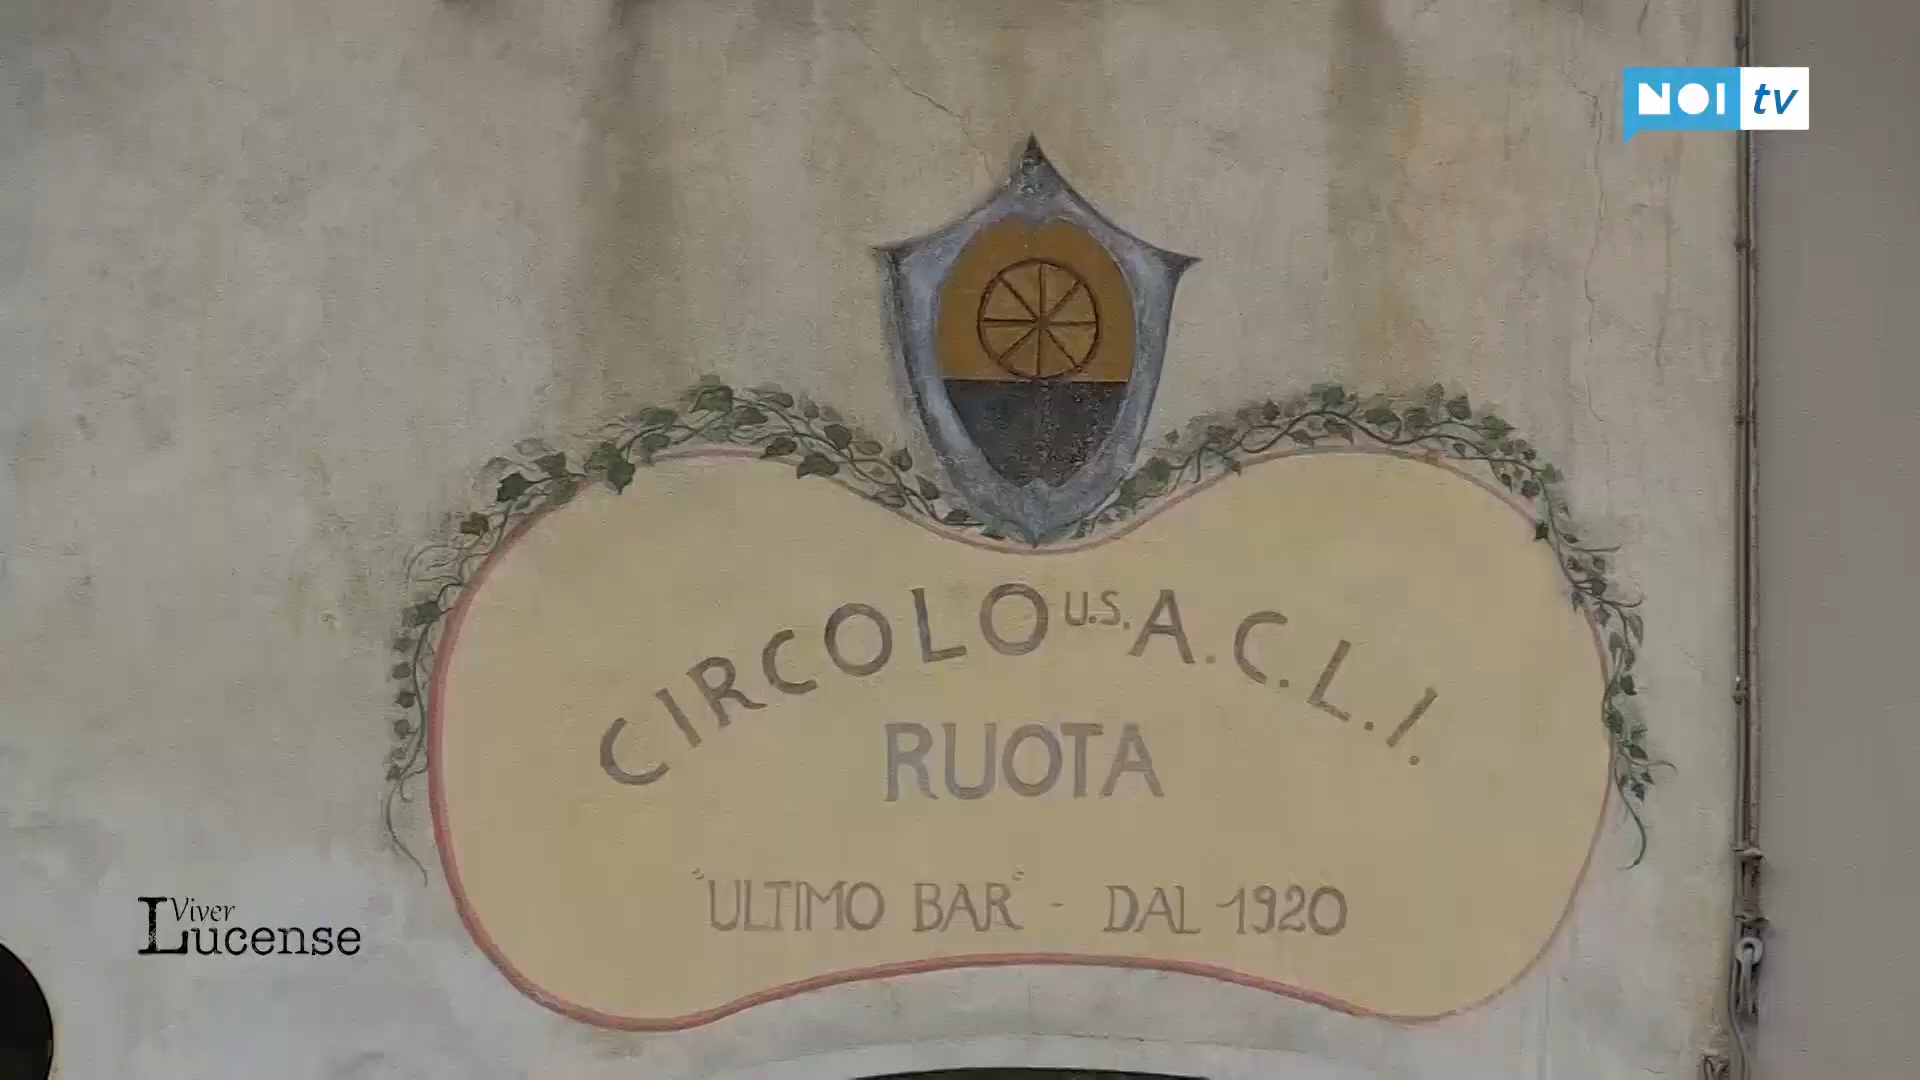 NOI tv
CIRCOLO U.S. A.C.L.I.
RUOTA
"ULTIMO BAR" - DAL 1920
Viver
Lucense